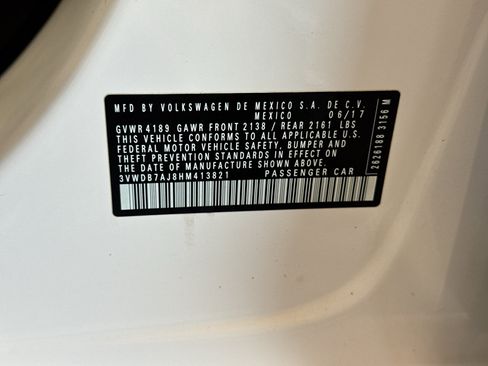 MFD BY VOLKSWAGEN DE MEXICO S.A. DE C.V.
MEXICO 06/17
GVWR 4189 GAWR FRONT 2138 / REAR 2161 LBS
THIS VEHICLE CONFORMS TO ALL APPLICABLE U.S.
FEDERAL MOTOR VEHICLE SAFETY, BUMPER AND
THEFT PREVENTION STANDARDS IN EFFECT ON
THE DATE OF MANUFACTURE SHOWN ABOVE.
3VWDB7AJ8HM413821 PASSENGER CAR
2626188 3156 M